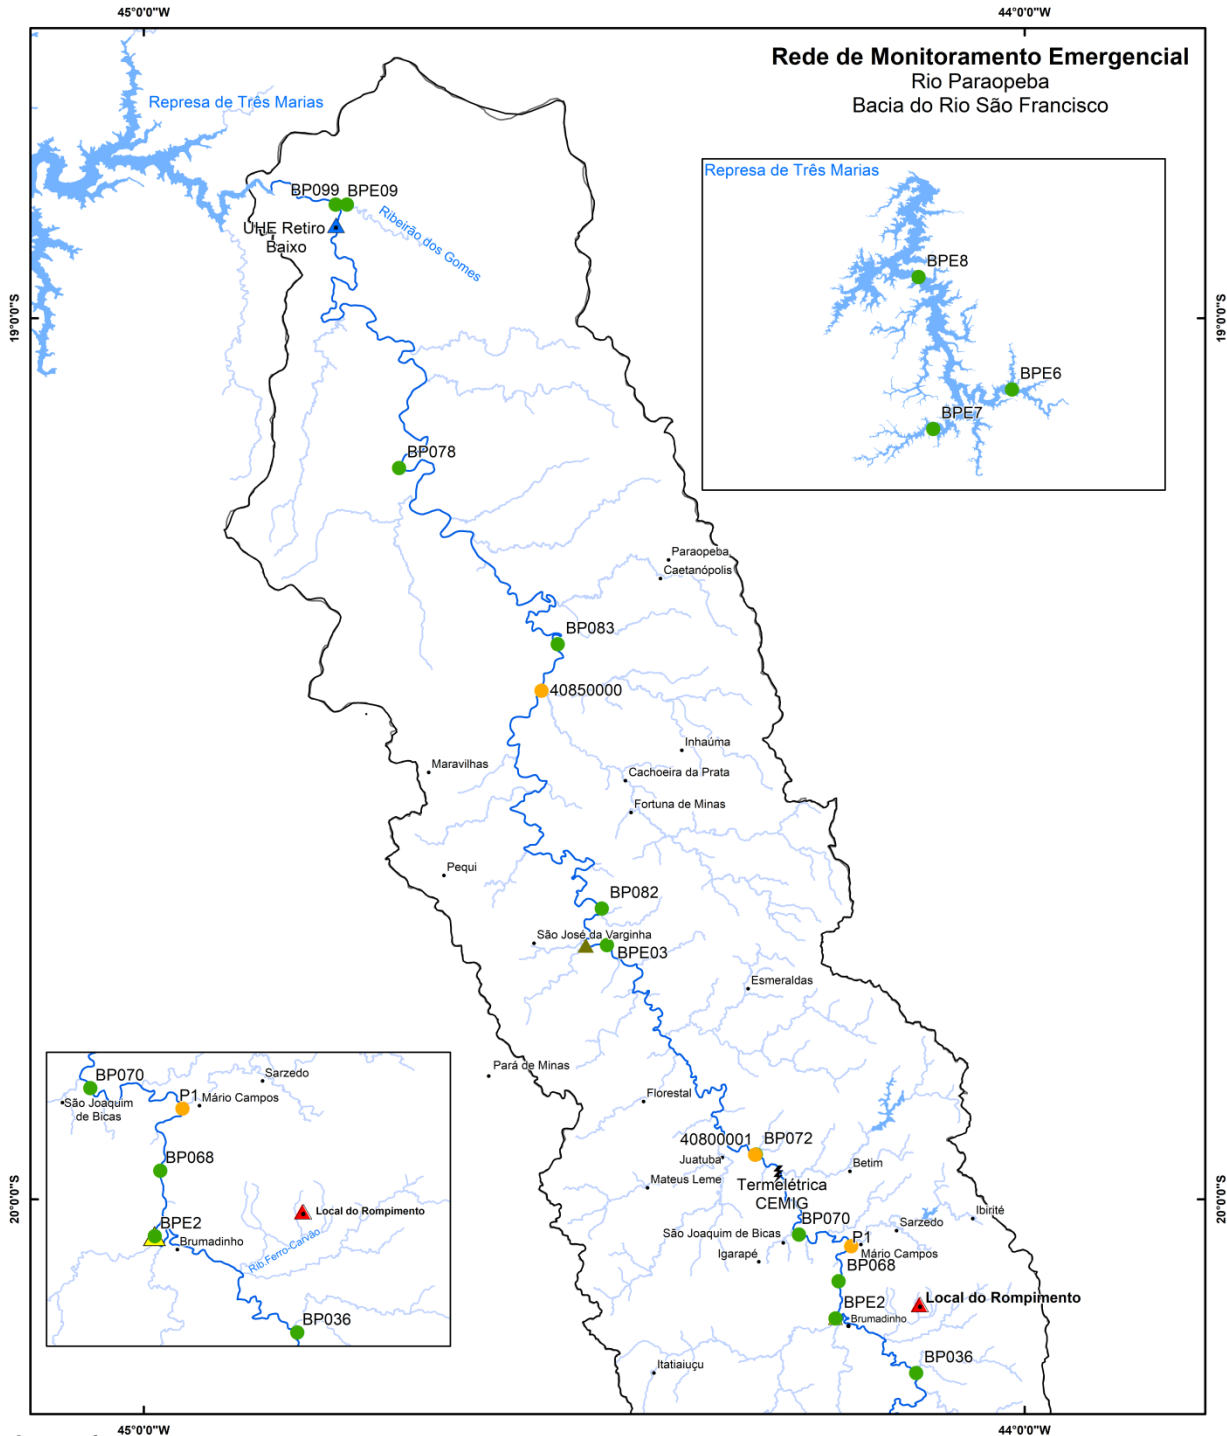 45°0'0"W
44°0'0"W
Rede de Monitoramento Emergencial
Rio Paraopeba
Bacia do Rio São Francisco
Represa de Três Marias
Represa de Três Marias
BP099
BPE09
Ribeirão dos Gomes
UHE Retiro
Baixo
BPE8
19°0'0"S
19°0'0"S
BPE6
BPE7
BP078
Paraopeba
Caetanópolis
BP083
40850000
Inhaúma
Maravilhas
Cachoeira da Prata
Fortuna de Minas
Pequi
BP082
São José da Varginha
BPE03
Esmeraldas
Pará de Minas
Florestal
BP070
Sarzedo
P1
Mário Campos
São Joaquim
de Bicas
BP068
BPE2
Brumadinho
Local do Rompimento
Rib.Ferro-Carvão
BP036
40800001
BP072
Juatuba
Betim
Mateus Leme
Termelétrica
CEMIG
20°0'0"S
20°0'0"S
Ibirité
BP070
Sarzedo
São Joaquim de Bicas
P1
Mário Campos
Igarapé
BP068
Local do Rompimento
BPE2
Brumadinho
Itatiaiuçu
BP036
45°0'0"W
44°0'0"W